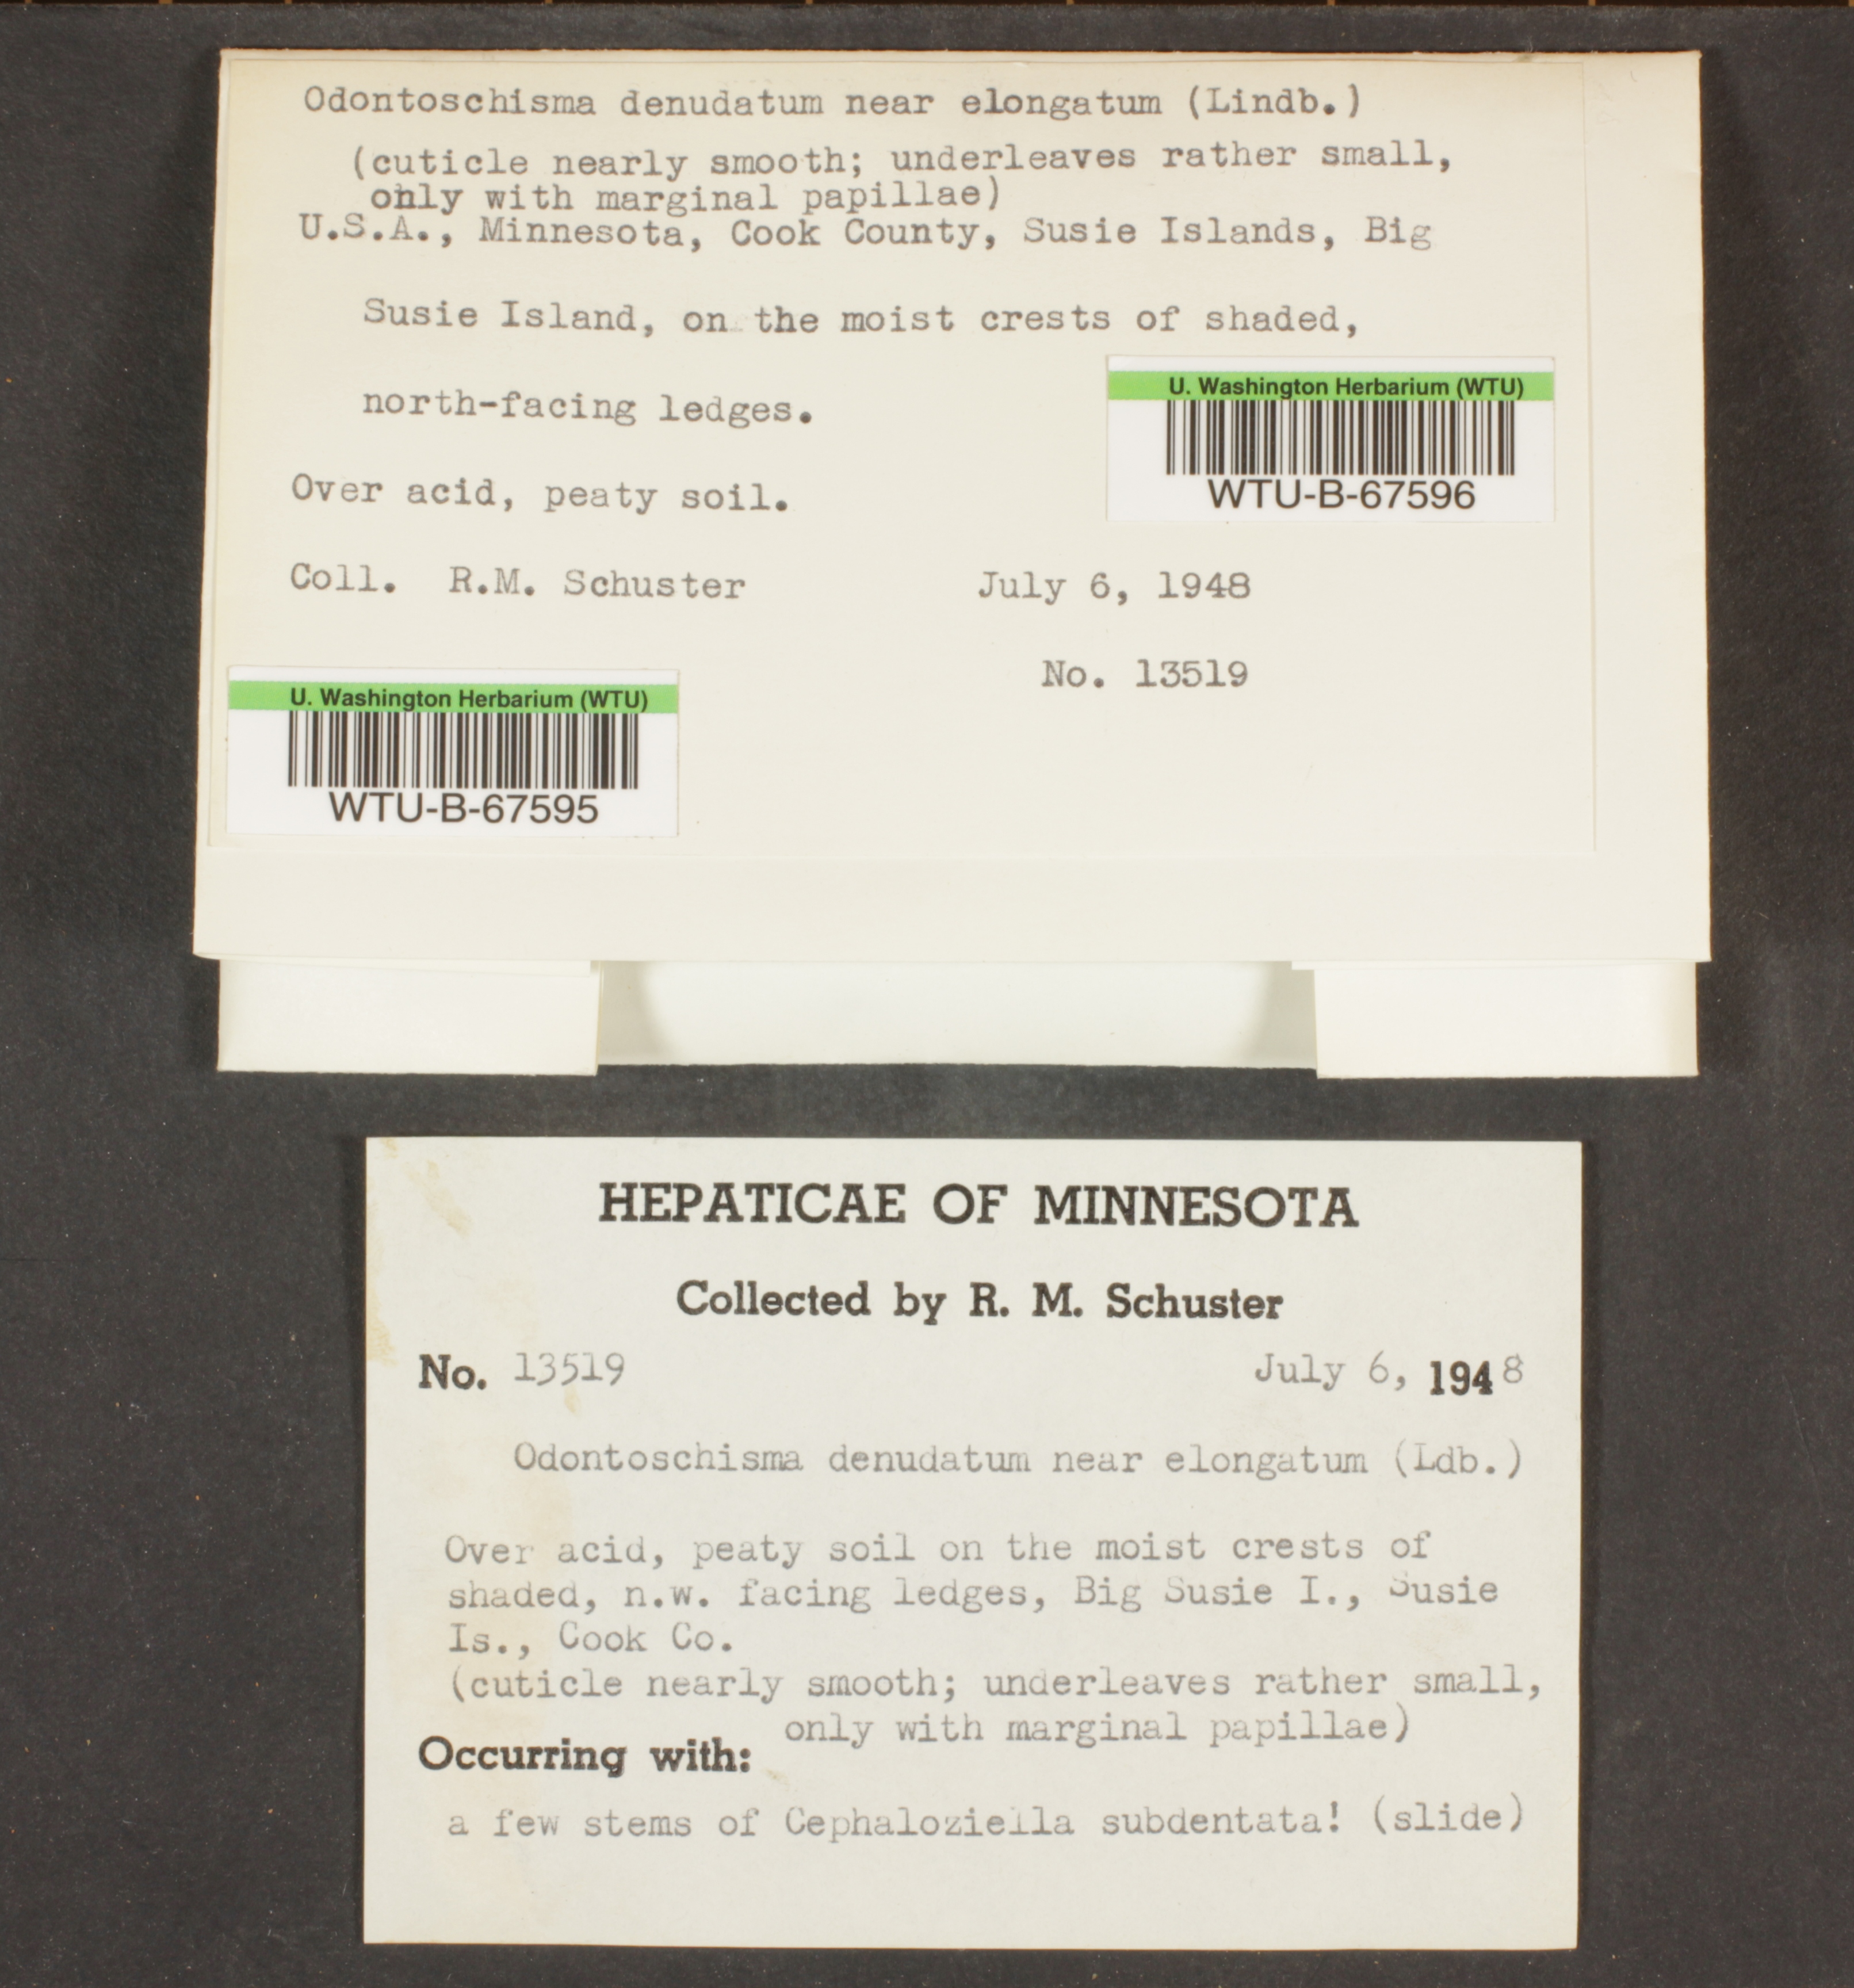 Odontoschisma denudatum near elongatum (Lindb.)
(cuticle nearly smooth; underleaves rather small,
only with marginal papillae)
U.S.A., Minnesota, Cook County, Susie Islands, Big
Susie Island, on the moist crests of shaded,
north-facing ledges.
U. Washington Herbarium (WTU)
WTU-B-67596
Over acid, peaty soil.
Coll. R.M. Schuster July 6, 1948
No. 13519
U. Washington Herbarium (WTU)
WTU-B-67595
HEPATICAE OF MINNESOTA
Collected by R. M. Schuster
No. 13519 July 6, 1948
Odontoschisma denudatum near elongatum (Ldb.)
Over acid, peaty soil on the moist crests of
shaded, n.w. facing ledges, Big Susie I., Susie
Is., Cook Co.
(cuticle nearly smooth; underleaves rather small,
only with marginal papillae)
Occurring with:
a few stems of Cephaloziella subdentata! (slide)